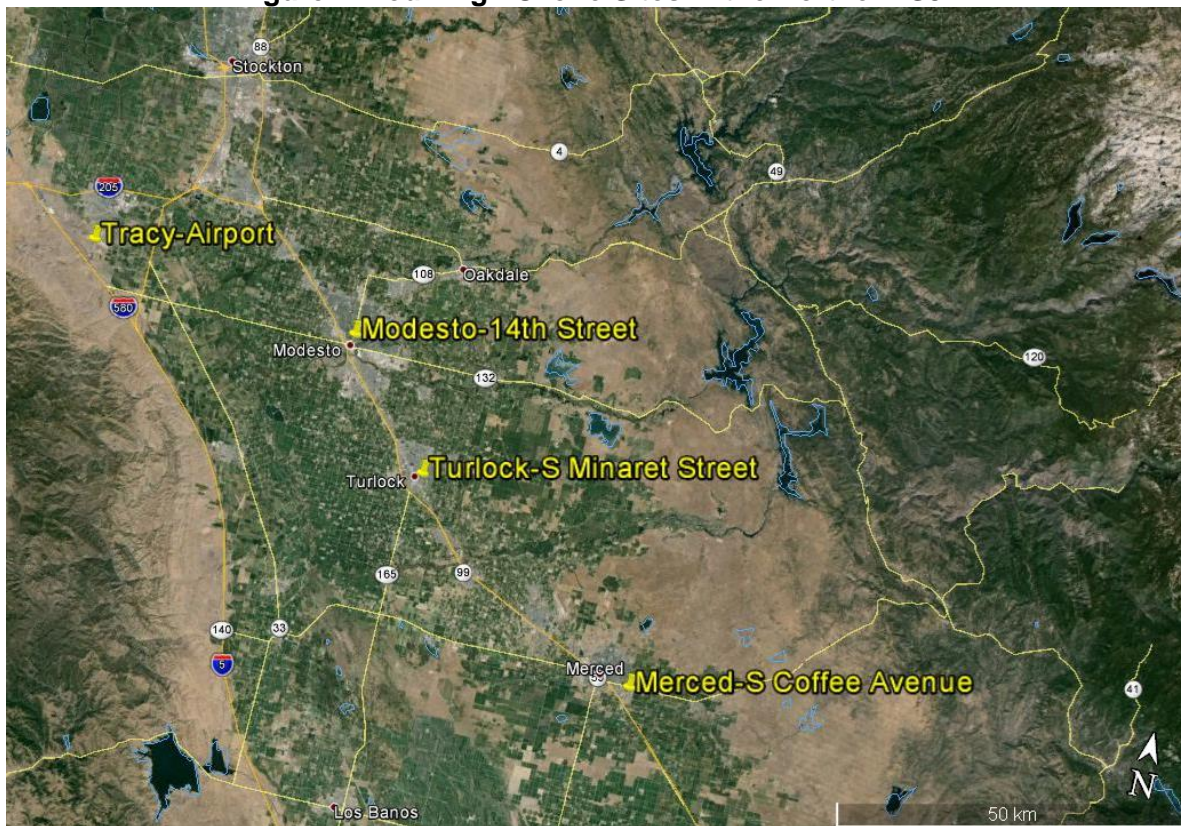 88
Stockton
4
49
205
Tracy-Airport
108
Oakdale
580
Modesto-14th Street
Modesto
120
132
Turlock-S Minaret Street
Turlock
165
99
140
33
5
Merced
Merced-S Coffee Avenue
41
N
Los Banos
50 km